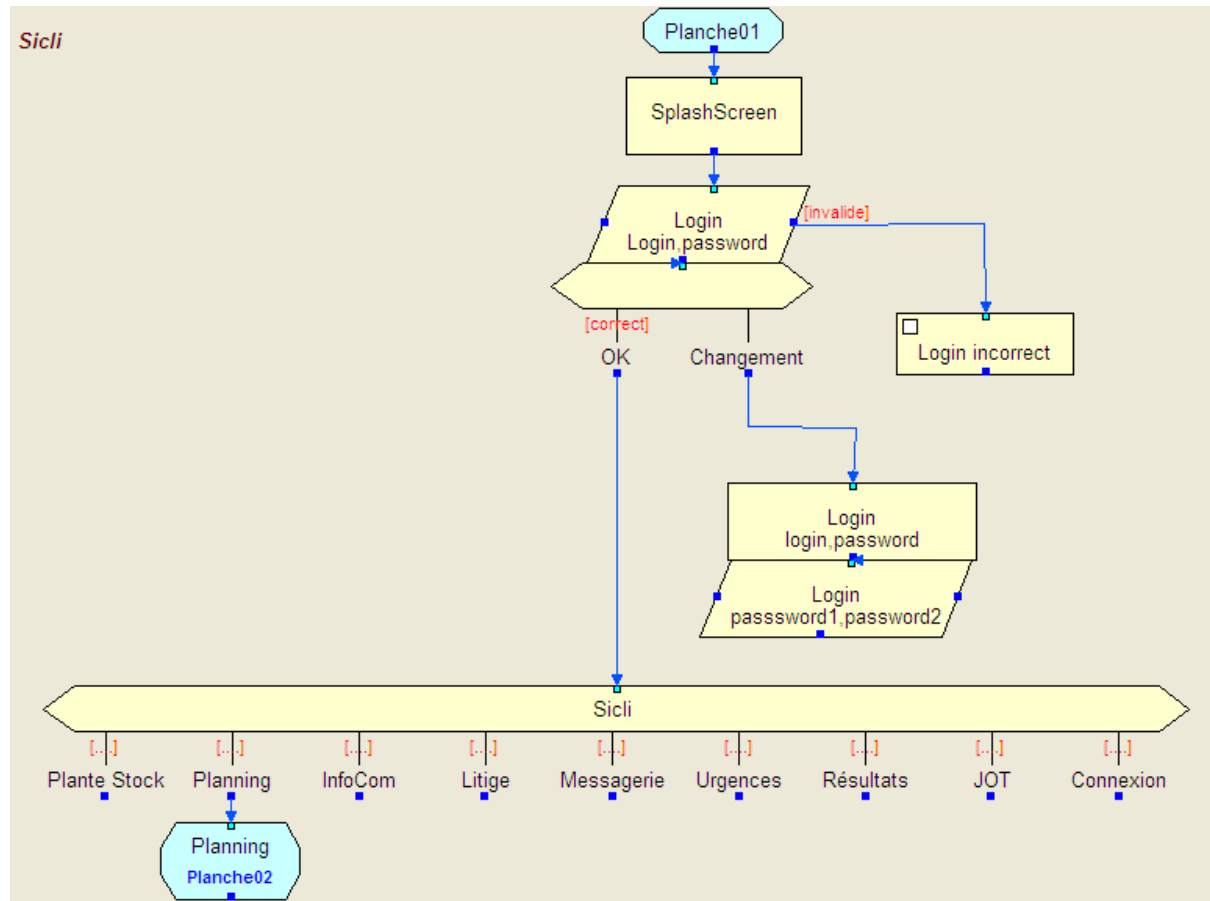 Sicli
Planche01
SplashScreen
Login
Login,password
[invalide]
[correct]
OK
Changement
Login incorrect
Login
login,password
Login
passsword1,password2
Sicli
[....] [....] [....] [....] [....] [....] [....] [....] [....]
Plante Stock Planning InfoCom Litige Messagerie Urgences Résultats JOT Connexion
Planning
Planche02